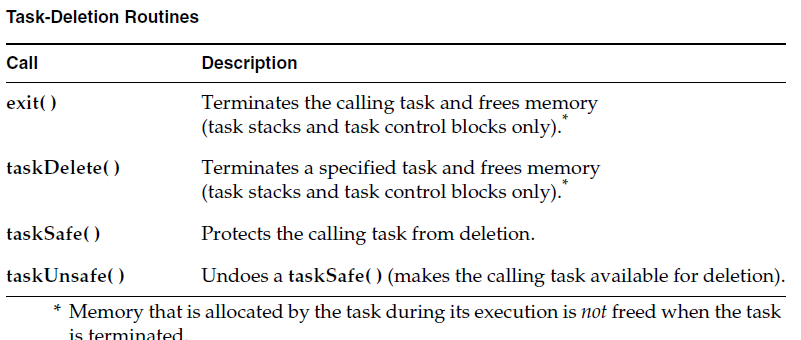 Task-Deletion Routines
Call Description
exit( ) Terminates the calling task and frees memory
(task stacks and task control blocks only).*
taskDelete( ) Terminates a specified task and frees memory
(task stacks and task control blocks only).*
taskSafe( ) Protects the calling task from deletion.
taskUnsafe( ) Undoes a taskSafe( ) (makes the calling task available for deletion).
* Memory that is allocated by the task during its execution is not freed when the task
is terminated.